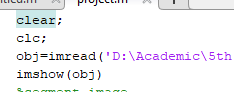 project.m
clear;
clc;
obj=imread('D:\Academic\5th
imshow(obj)
%segment image